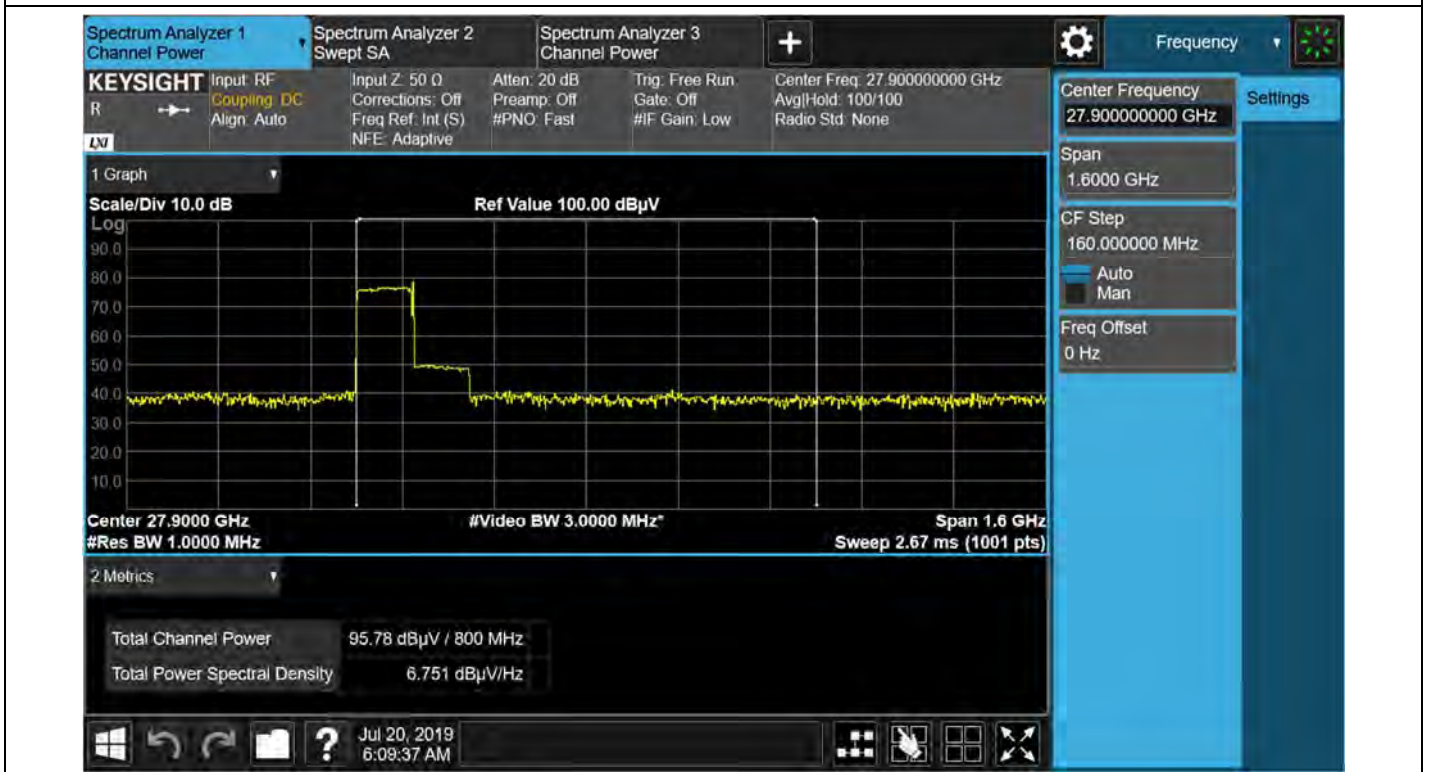 Spectrum Analyzer 1
Channel Power
Spectrum Analyzer 2
Swept SA
Spectrum Analyzer 3
Channel Power
+
Frequency
KEYSIGHT
R
LXI
Input: RF
Coupling: DC
Align: Auto
Input Z: 50 Ω
Corrections: Off
Freq Ref: Int (S)
NFE: Adaptive
Atten: 20 dB
Preamp: Off
#PNO: Fast
Trig: Free Run
Gate: Off
#IF Gain: Low
Center Freq: 27.900000000 GHz
Avg|Hold: 100/100
Radio Std: None
Center Frequency
27.900000000 GHz
Settings
Span
1.6000 GHz
CF Step
160.000000 MHz
Auto
Man
Freq Offset
0 Hz
1 Graph
Scale/Div 10.0 dB
Ref Value 100.00 dBµV
Log
90.0
80.0
70.0
60.0
50.0
40.0
30.0
20.0
10.0
Center 27.9000 GHz
#Video BW 3.0000 MHz*
Span 1.6 GHz
#Res BW 1.0000 MHz
Sweep 2.67 ms (1001 pts)
2 Metrics
Total Channel Power 95.78 dBµV / 800 MHz
Total Power Spectral Density 6.751 dBµV/Hz
?
Jul 20, 2019
6:09:37 AM